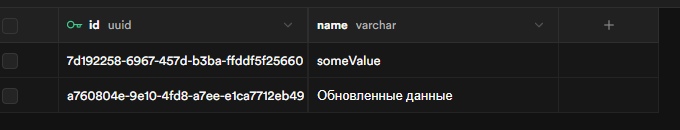 id uuid name varchar
7d192258-6967-457d-b3ba-ffddf5f25660 someValue
a760804e-9e10-4fd8-a7ee-e1ca7712eb49 Обновленные данные